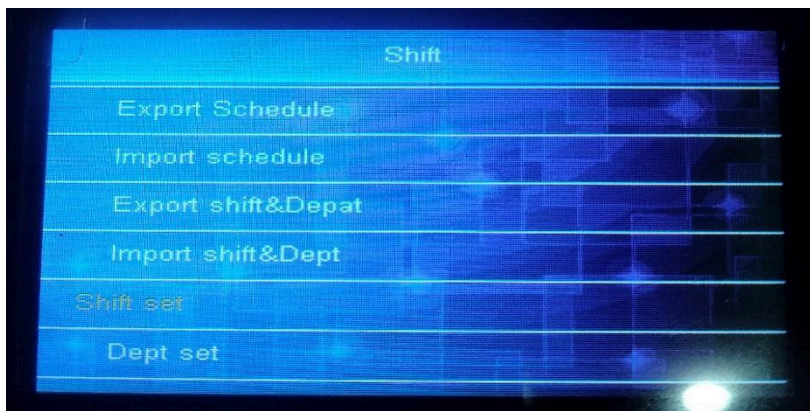 Shift
Export Schedule
Import schedule
Export shift&Depat
Import shift&Dept
Shift set
Dept set